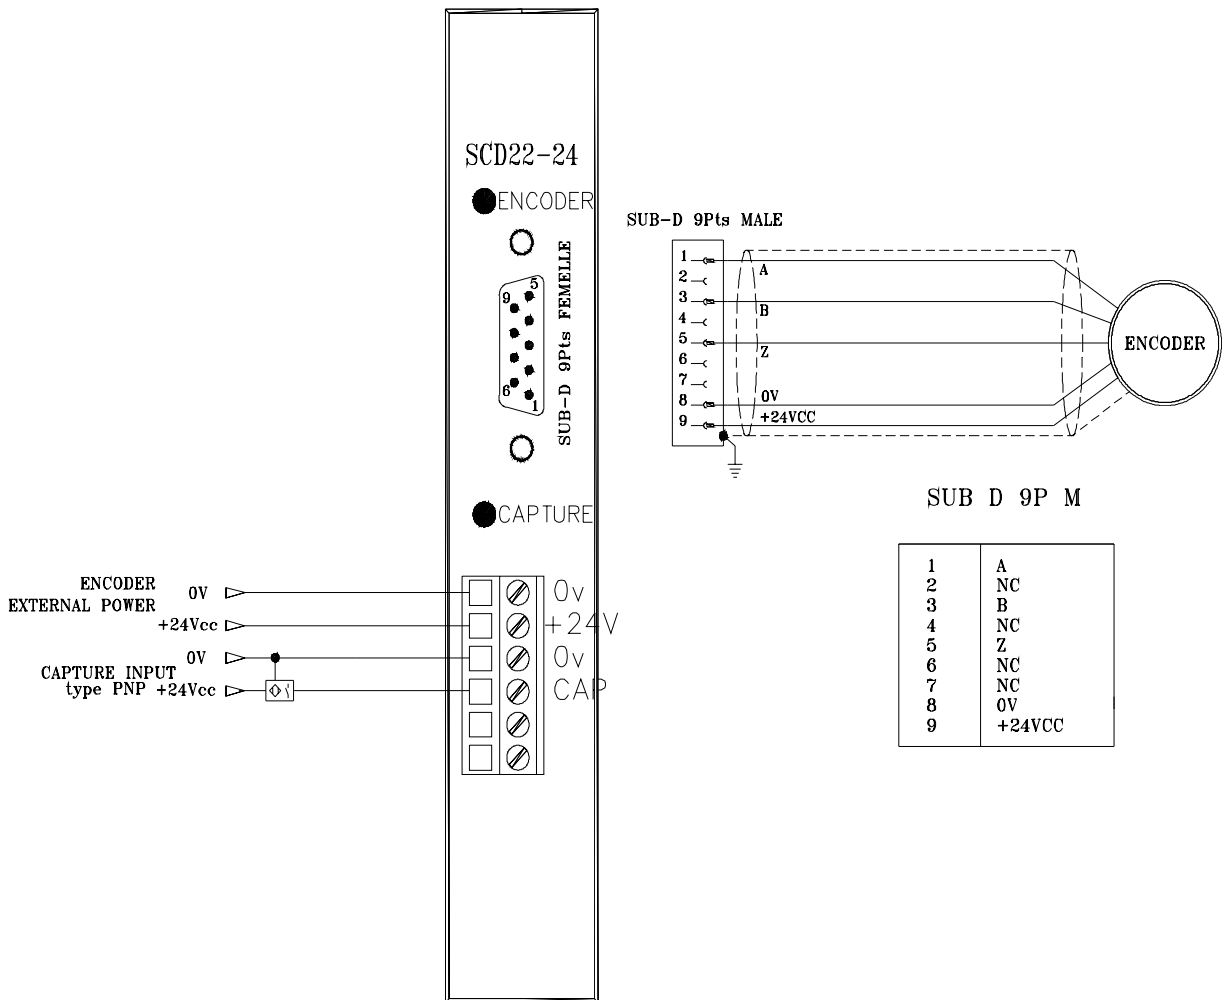 SCD22-24
ENCODER
5
9
6
1
SUB-D 9Pts FEMELLE
CAPTURE
ENCODER
EXTERNAL POWER
0V
0v
+24Vcc
+24V
0V
0v
CAPTURE INPUT
type PNP +24Vcc
CAP
SUB-D 9Pts MALE
1
A
2
3
B
4
5
Z
6
7
8
0V
9
+24VCC
ENCODER
SUB D 9P M
1 A
2 NC
3 B
4 NC
5 Z
6 NC
7 NC
8 0V
9 +24VCC